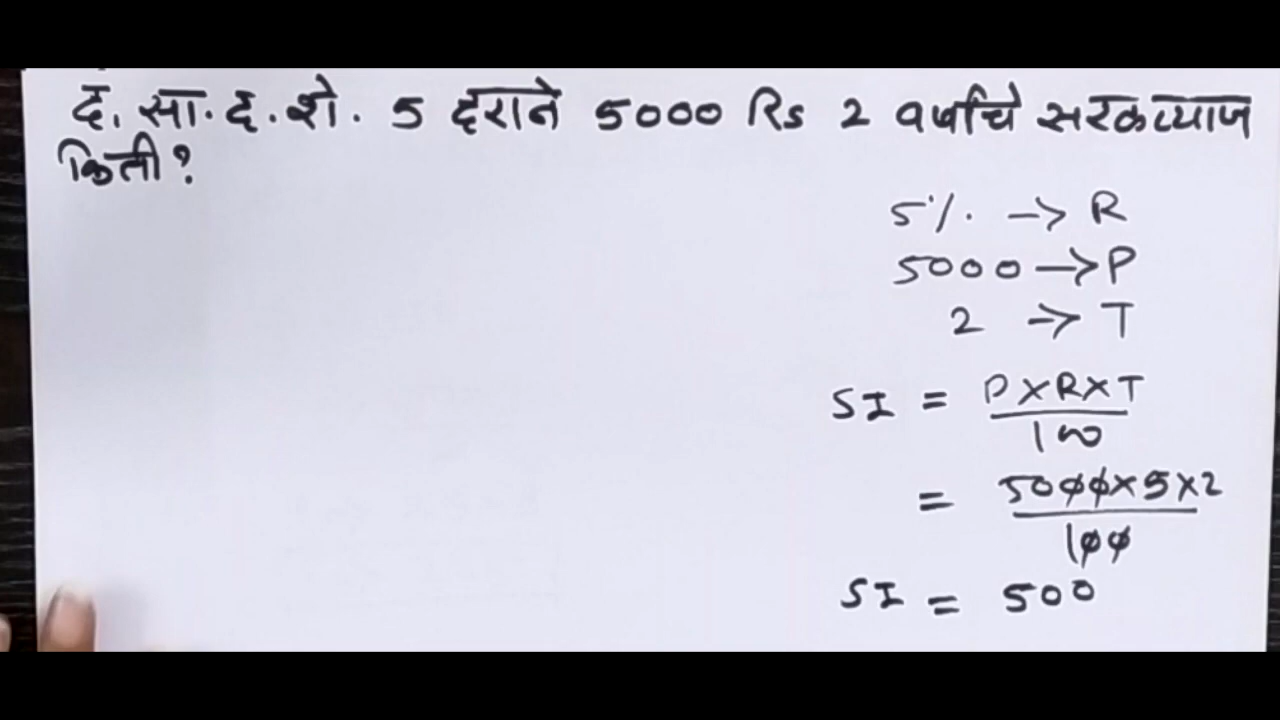 द. सा. द. शे. 5 दराने 5000 Rs 2 वर्षाचे सरळव्याज
किती?
5% -> R
5000 -> P
2 -> T
SI = P X R X T
100
= 5000 x 5 x 2
100
SI = 500